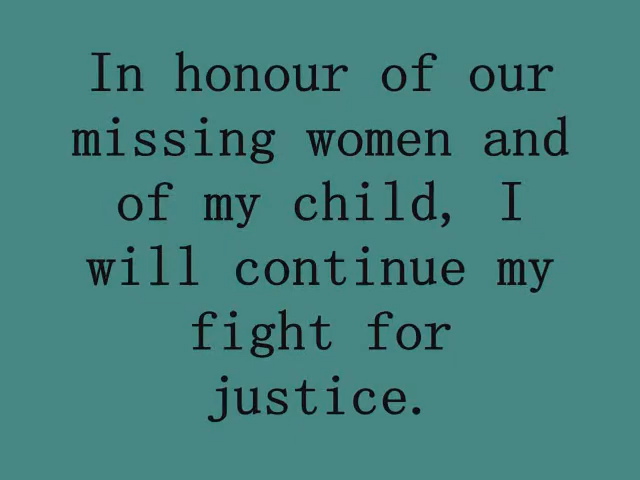 In honour of our
missing women and
of my child, I
will continue my
fight for
justice.